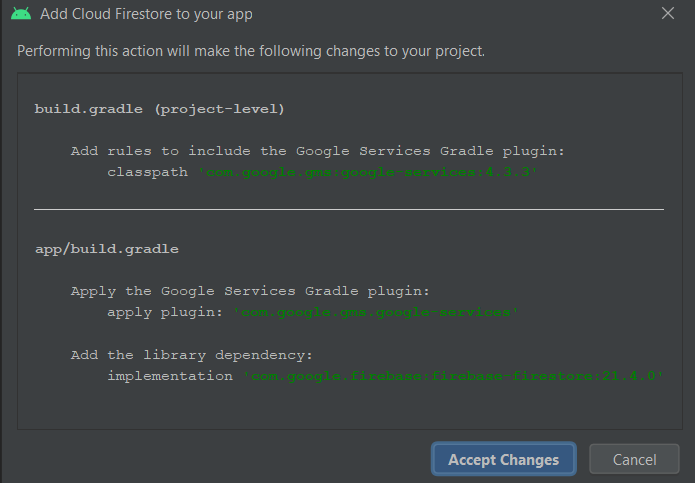 Add Cloud Firestore to your app
Performing this action will make the following changes to your project.
build.gradle (project-level)
Add rules to include the Google Services Gradle plugin:
classpath 'com.google.gms:google-services:4.3.3'
app/build.gradle
Apply the Google Services Gradle plugin:
apply plugin: 'com.google.gms.google-services'
Add the library dependency:
implementation 'com.google.firebase:firebase-firestore:21.4.0'
Accept Changes
Cancel